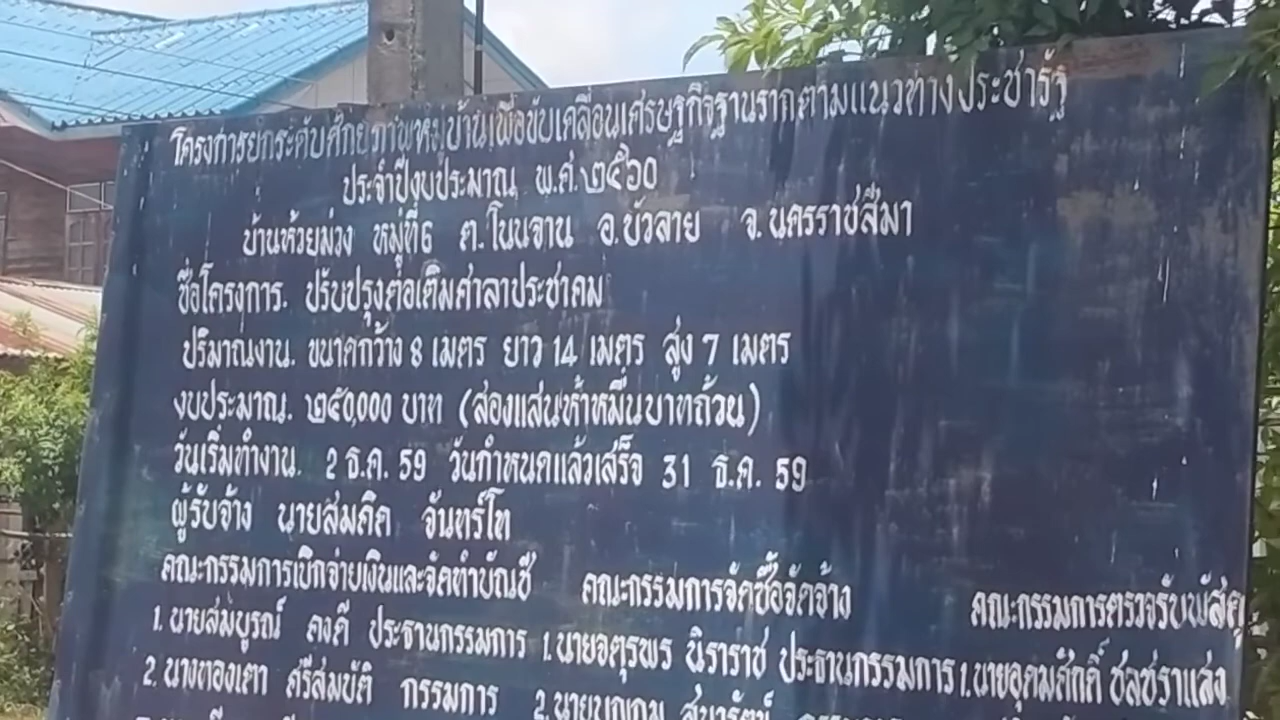 โครงการยกระดับศักยภาพหมู่บ้านเพื่อขับเคลื่อนเศรษฐกิจฐานรากตามแนวทางประชารัฐ
ประจำปีงบประมาณ พ.ศ.๒๕๖๐
บ้านห้วยม่วง หมู่ที่6 ต.โนนจาน อ.บัวลาย จ.นครราชสีมา
ชื่อโครงการ. ปรับปรุงต่อเติมศาลาประชาคม
ปริมาณงาน. ขนาดกว้าง 8 เมตร ยาว 14 เมตร สูง 7 เมตร
งบประมาณ. ๒๕๐,๐๐๐ บาท (สองแสนห้าหมื่นบาทถ้วน)
วันเริ่มทำงาน. 2 ธ.ค. 59 วันกำหนดแล้วเสร็จ 31 ธ.ค. 59
ผู้รับจ้าง นายสมคิด จันทร์โท
คณะกรรมการเบิกจ่ายเงินและจัดทำบัญชี คณะกรรมการจัดซื้อจัดจ้าง คณะกรรมการตรวจรับพัสดุ
1. นายสมบูรณ์ คงดี ประธานกรรมการ 1.นายจตุรพร นิราราช ประธานกรรมการ 1.นายอุดมศักดิ์ ชลชราแสง
2. นางทองเตา ศรีสมบัติ กรรมการ 2.นายบุญถม